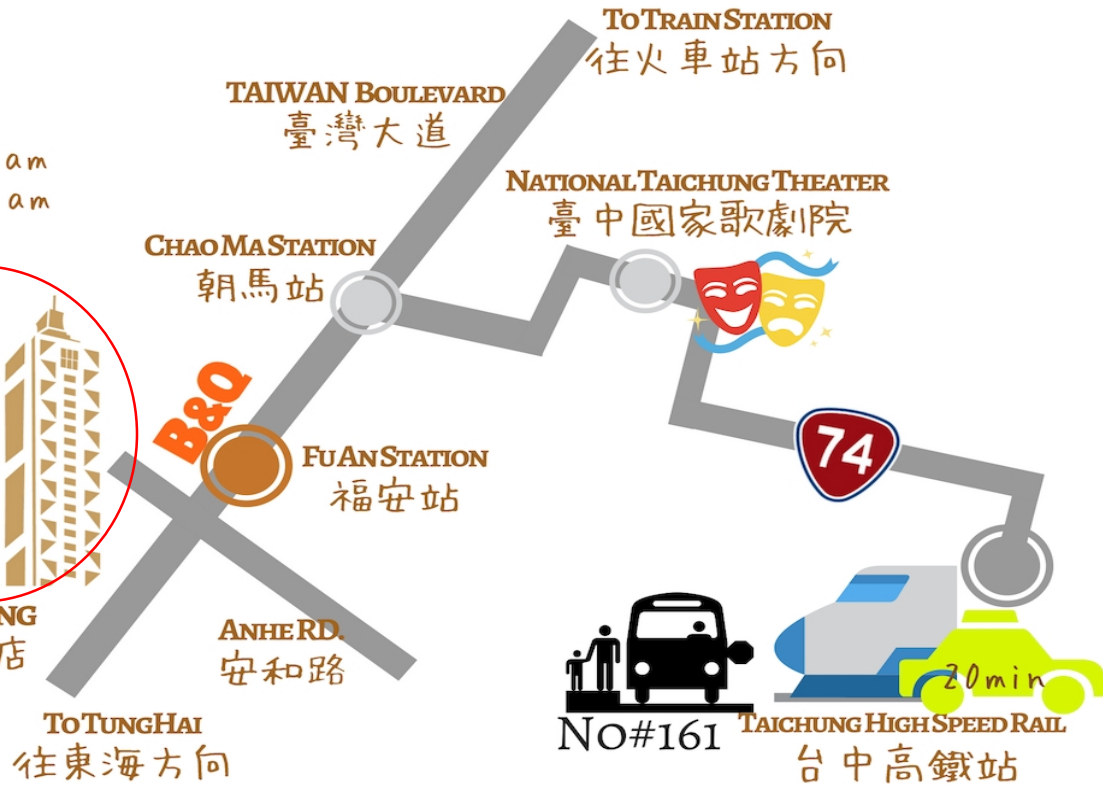 TO TRAIN STATION
往火車站方向
TAIWAN BOULEVARD
臺灣大道
am
am
NATIONAL TAICHUNG THEATER
臺中國家歌劇院
CHAO MA STATION
朝馬站
B&Q
FU AN STATION
福安站
74
NG
店
ANHE RD.
安和路
20min
TO TUNGHAI
往東海方向
NO#161
TAICHUNG HIGH SPEED RAIL
台中高鐵站